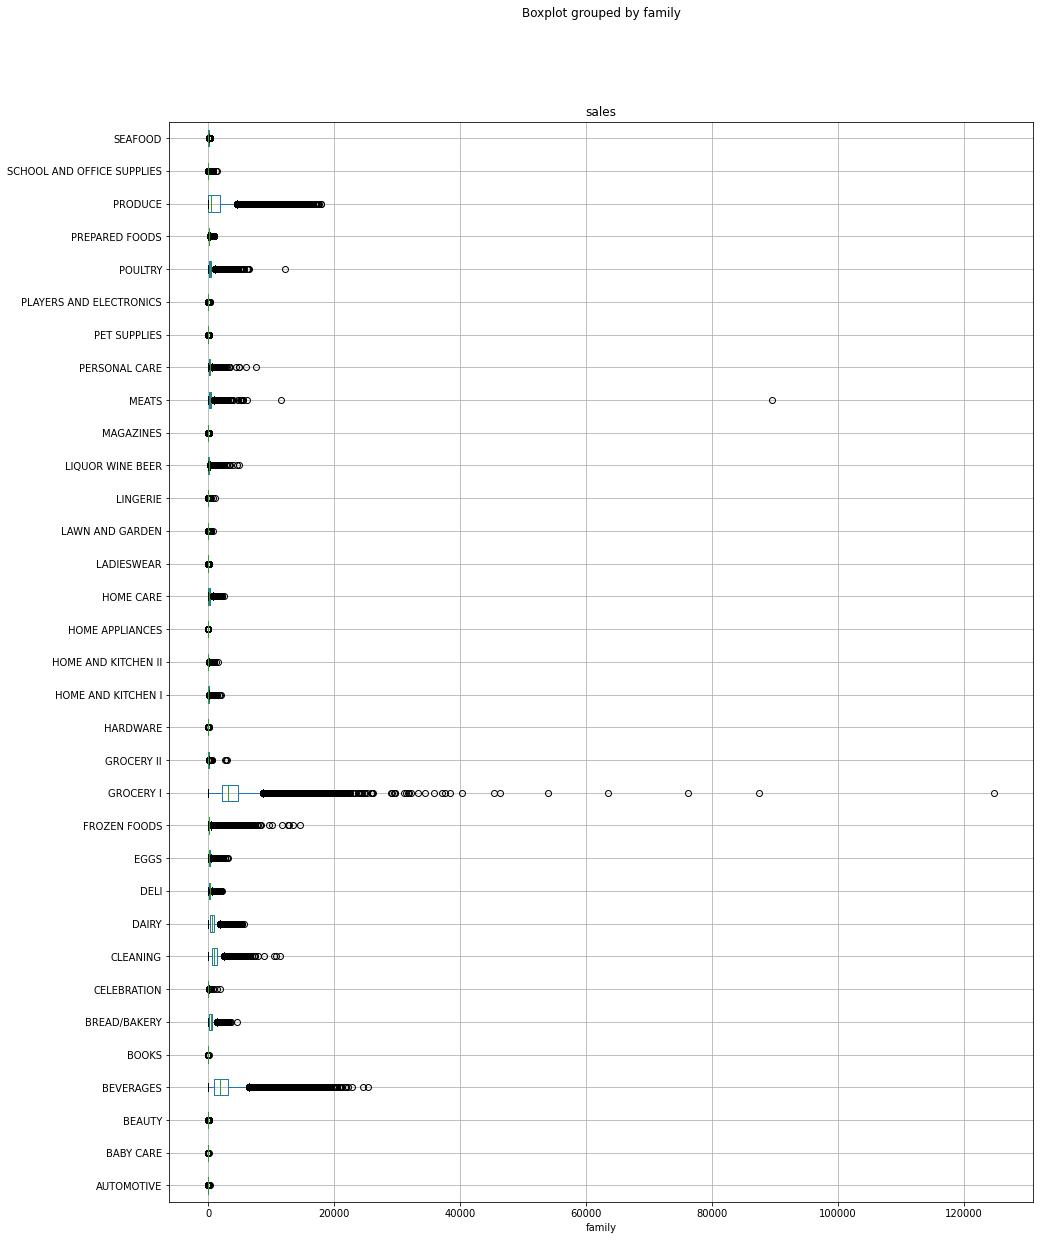 Boxplot grouped by family
sales
SEAFOOD
SCHOOL AND OFFICE SUPPLIES
PRODUCE
PREPARED FOODS
POULTRY
PLAYERS AND ELECTRONICS
PET SUPPLIES
PERSONAL CARE
MEATS
MAGAZINES
LIQUOR WINE BEER
LINGERIE
LAWN AND GARDEN
LADIESWEAR
HOME CARE
HOME APPLIANCES
HOME AND KITCHEN II
HOME AND KITCHEN I
HARDWARE
GROCERY II
GROCERY I
FROZEN FOODS
EGGS
DELI
DAIRY
CLEANING
CELEBRATION
BREAD/BAKERY
BOOKS
BEVERAGES
BEAUTY
BABY CARE
AUTOMOTIVE
0 20000 40000 60000 80000 100000 120000
family